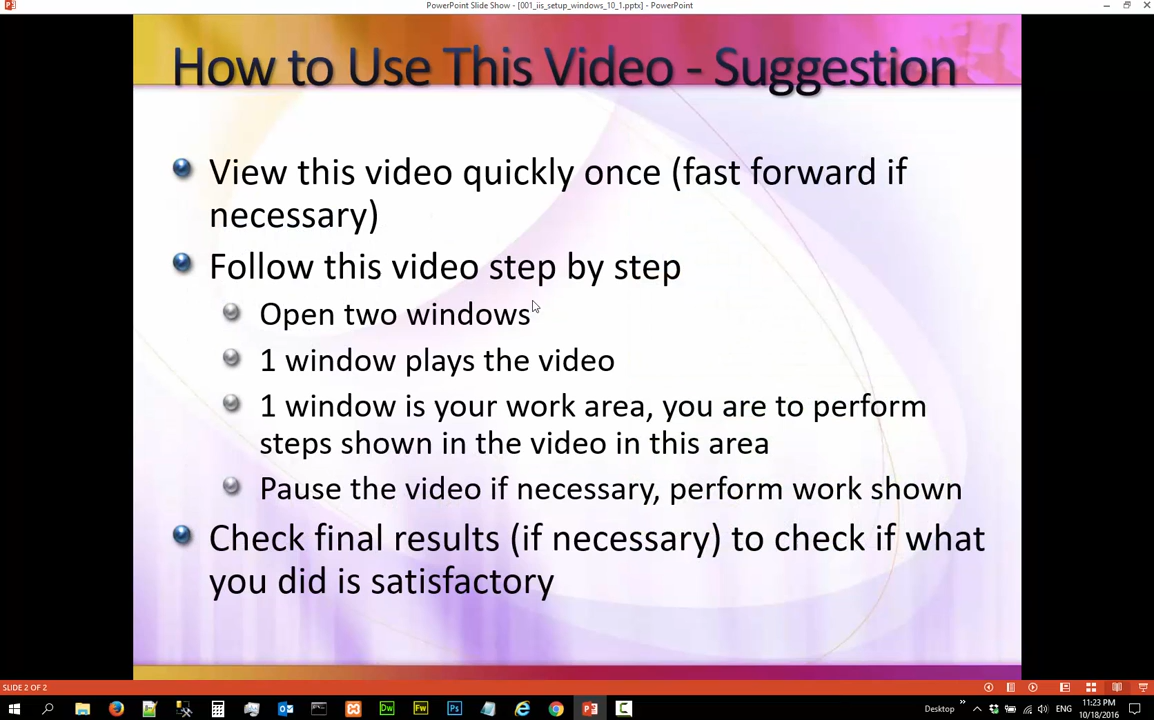 PowerPoint Slide Show - [001_iis_setup_windows_10_1.pptx] - PowerPoint
How to Use This Video - Suggestion
View this video quickly once (fast forward if
necessary)
Follow this video step by step
Open two windows
1 window plays the video
1 window is your work area, you are to perform
steps shown in the video in this area
Pause the video if necessary, perform work shown
Check final results (if necessary) to check if what
you did is satisfactory
SLIDE 2 OF 2
Dw
Fw
Ps
Desktop
ENG
11:23 PM
10/18/2016